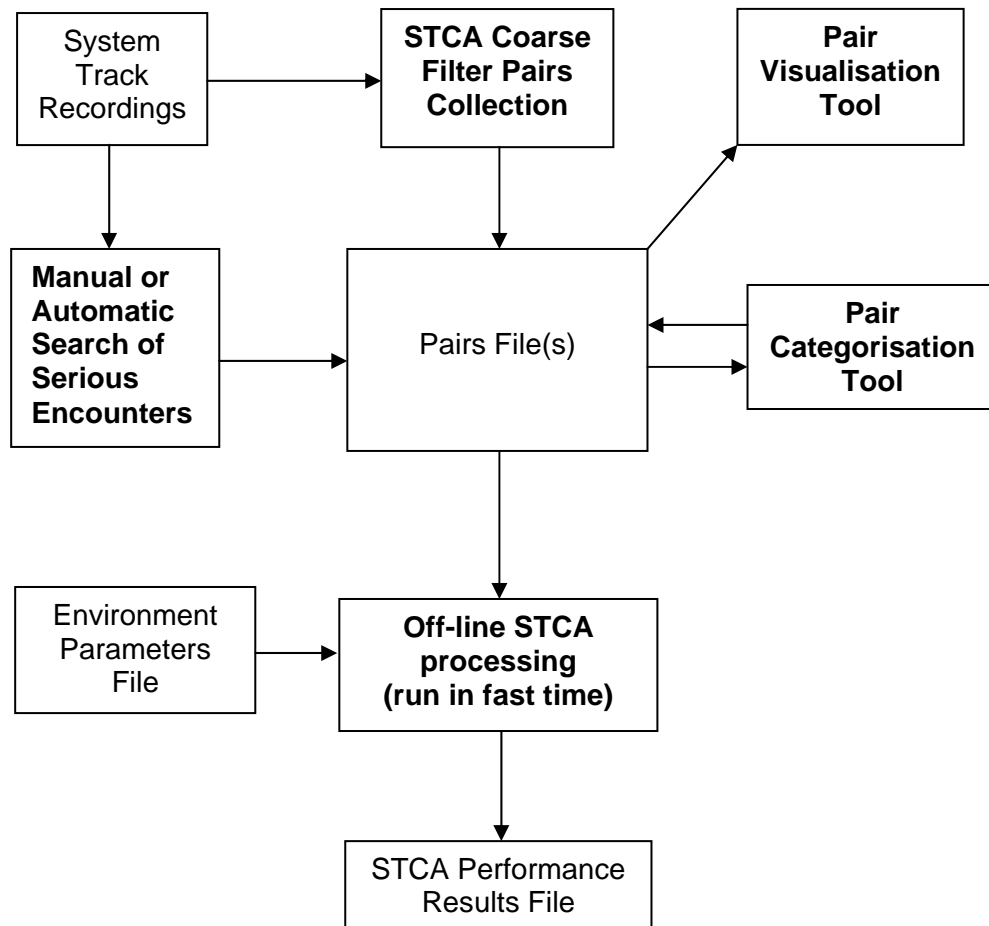 System
Track
Recordings
STCA Coarse
Filter Pairs
Collection
Pair
Visualisation
Tool
Manual or
Automatic
Search of
Serious
Encounters
Pairs File(s)
Pair
Categorisation
Tool
Environment
Parameters
File
Off-line STCA
processing
(run in fast time)
STCA Performance
Results File